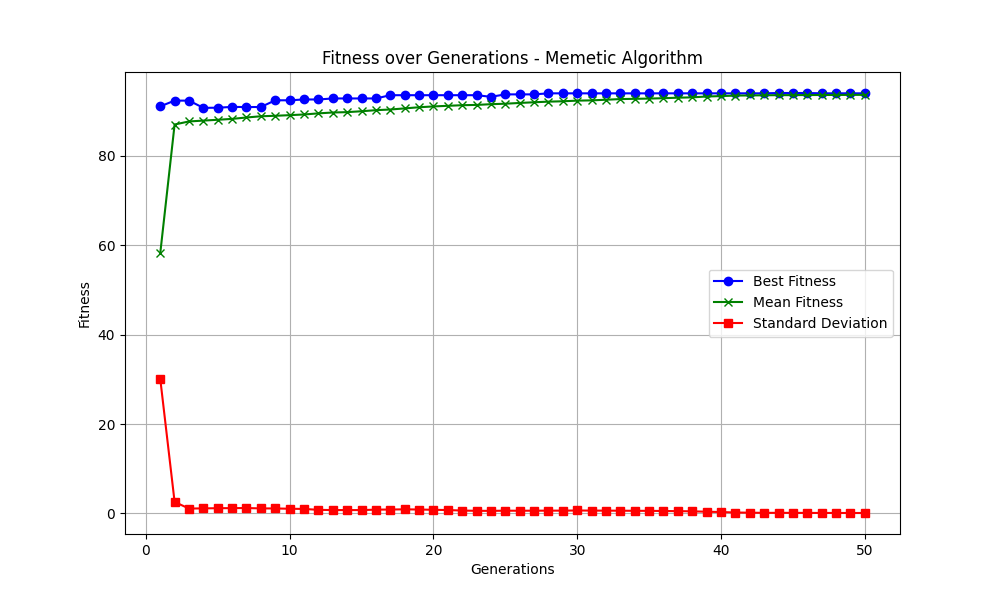 Fitness over Generations - Memetic Algorithm
Fitness
80
60
40
20
0
Best Fitness
Mean Fitness
Standard Deviation
0 10 20 30 40 50
Generations